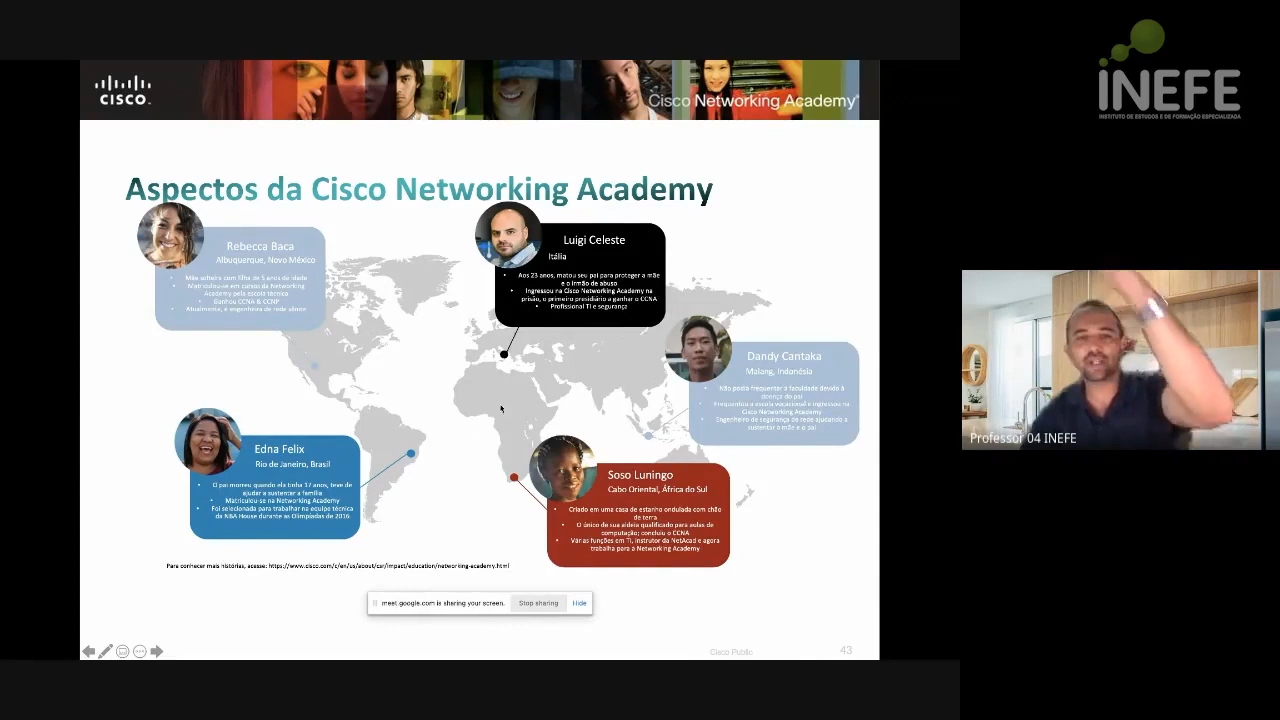 CISCO
Cisco Networking Academy
INEFE
INSTITUTO DE ESTUDOS E DE FORMAÇÃO ESPECIALIZADA
Aspectos da Cisco Networking Academy
Rebecca Baca
Albuquerque, Novo México
Mãe solteira com filha de 5 anos de idade
Matriculou-se em cursos da Networking
Academy pela escola técnica
Ganhou CCNA & CCNP
Atualmente, é engenheira de rede sênior
Luigi Celeste
Itália
Aos 23 anos, matou seu pai para proteger a mãe
e o irmão de abuso
Ingressou na Cisco Networking Academy na
prisão, o primeiro presidiário a ganhar o CCNA
Profissional TI e segurança
Dandy Cantaka
Malang, Indonésia
Não podia frequentar a faculdade devido à
doença do pai
Frequentou a escola vocacional e ingressou na
Cisco Networking Academy
Engenheiro de segurança de rede ajudando a
sustentar a mãe e o pai
Edna Felix
Rio de Janeiro, Brasil
O pai morreu quando ela tinha 17 anos, teve de
ajudar a sustentar a família
Matriculou-se na Networking Academy
Foi selecionada para trabalhar na equipe técnica
da NBA House durante as Olimpíadas de 2016
Soso Luningo
Cabo Oriental, África do Sul
Criado em uma casa de estanho ondulada com chão
de terra
O único de sua aldeia qualificado para aulas de
computação; concluiu o CCNA
Várias funções em TI, instrutor da NetAcad e agora
trabalha para a Networking Academy
Para conhecer mais histórias, acesse: https://www.cisco.com/c/en/us/about/csr/impact/education/networking-academy.html
meet.google.com is sharing your screen.
Stop sharing
Hide
Cisco Public
43
Professor 04 INEFE